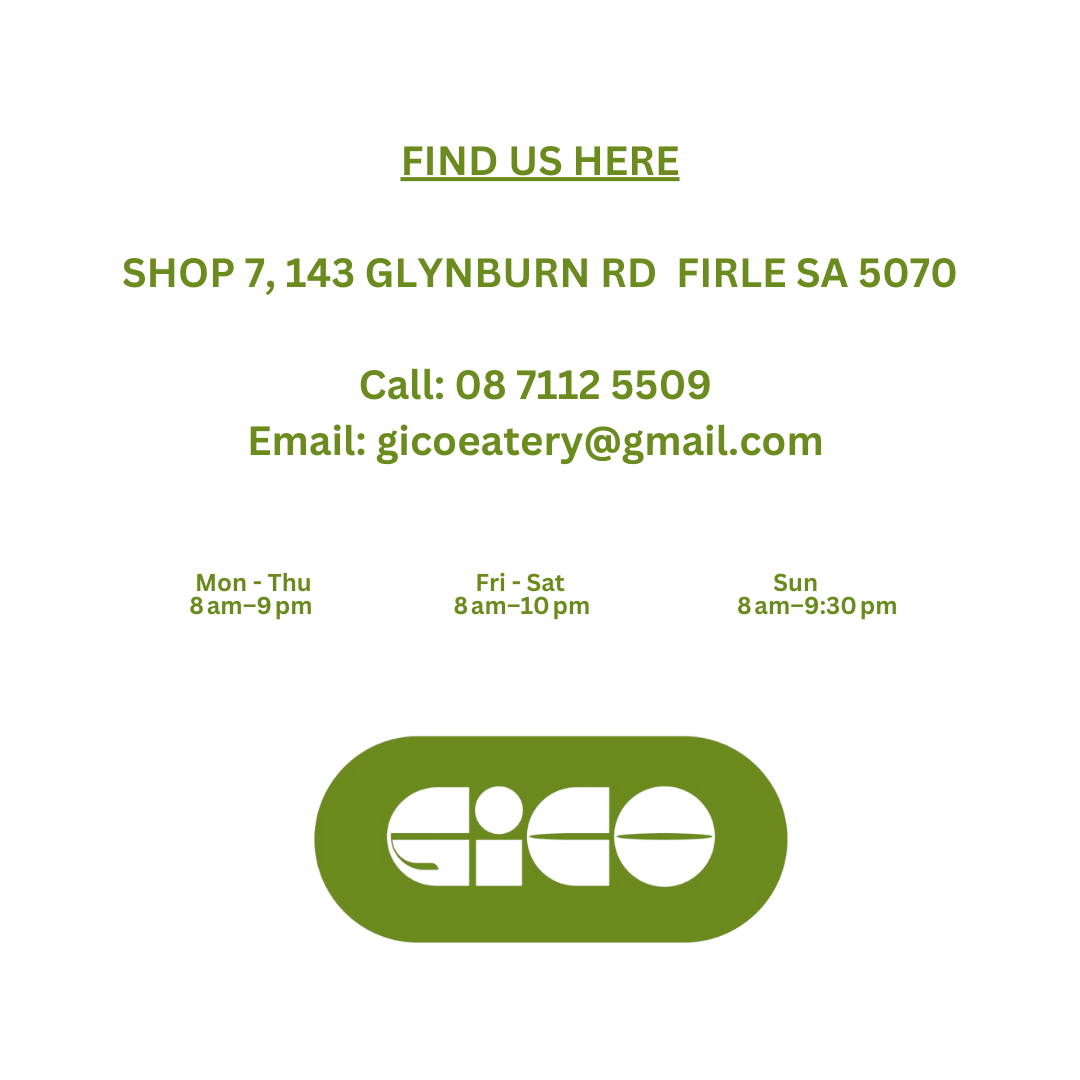 FIND US HERE
SHOP 7, 143 GLYNBURN RD  FIRLE SA 5070
Call: 08 7112 5509
Email: gicoeatery@gmail.com
Mon - Thu
8 am–9 pm
Fri - Sat
8 am–10 pm
Sun
8 am–9:30 pm
GiCO